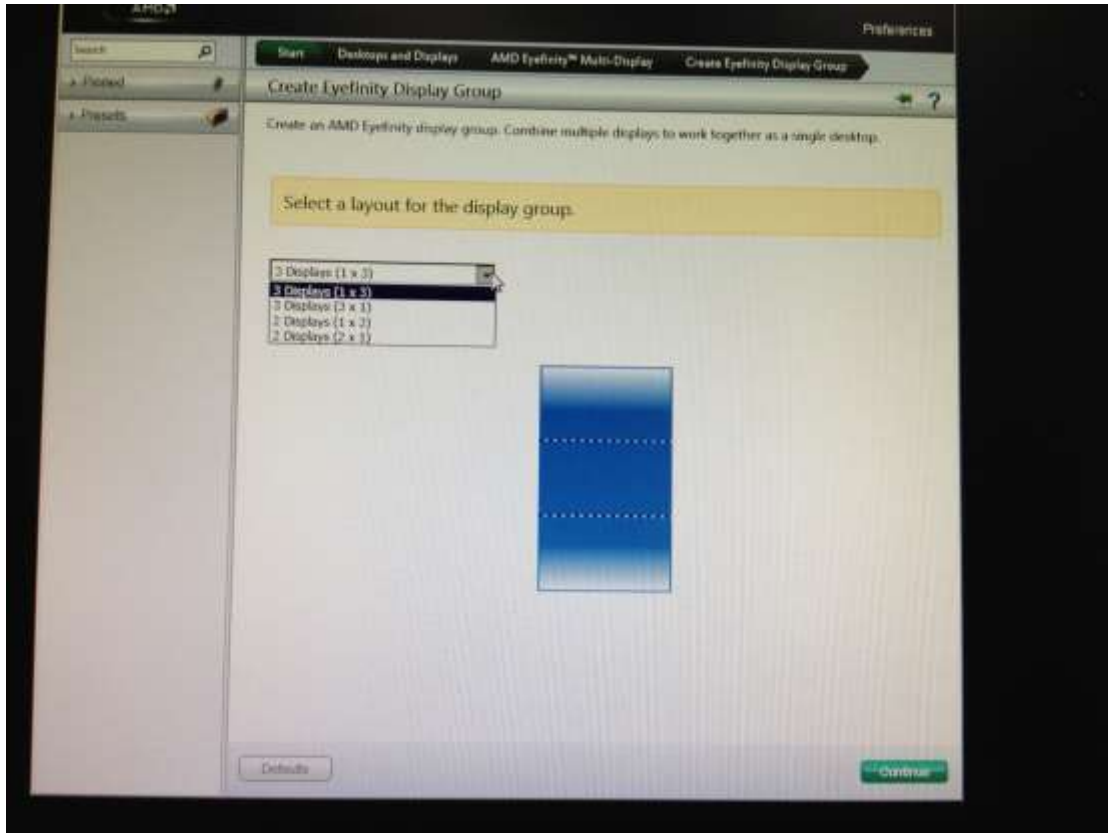 AMD
Preferences
Search
Start
Desktops and Displays
AMD Eyefinity™ Multi-Display
Create Eyefinity Display Group
Pinned
Presets
Create Eyefinity Display Group
?
Create an AMD Eyefinity display group. Combine multiple displays to work together as a single desktop.
Select a layout for the display group.
3 Displays (1 x 3)
3 Displays (1 x 3)
3 Displays (3 x 1)
2 Displays (1 x 2)
2 Displays (2 x 1)
Defaults
Continue